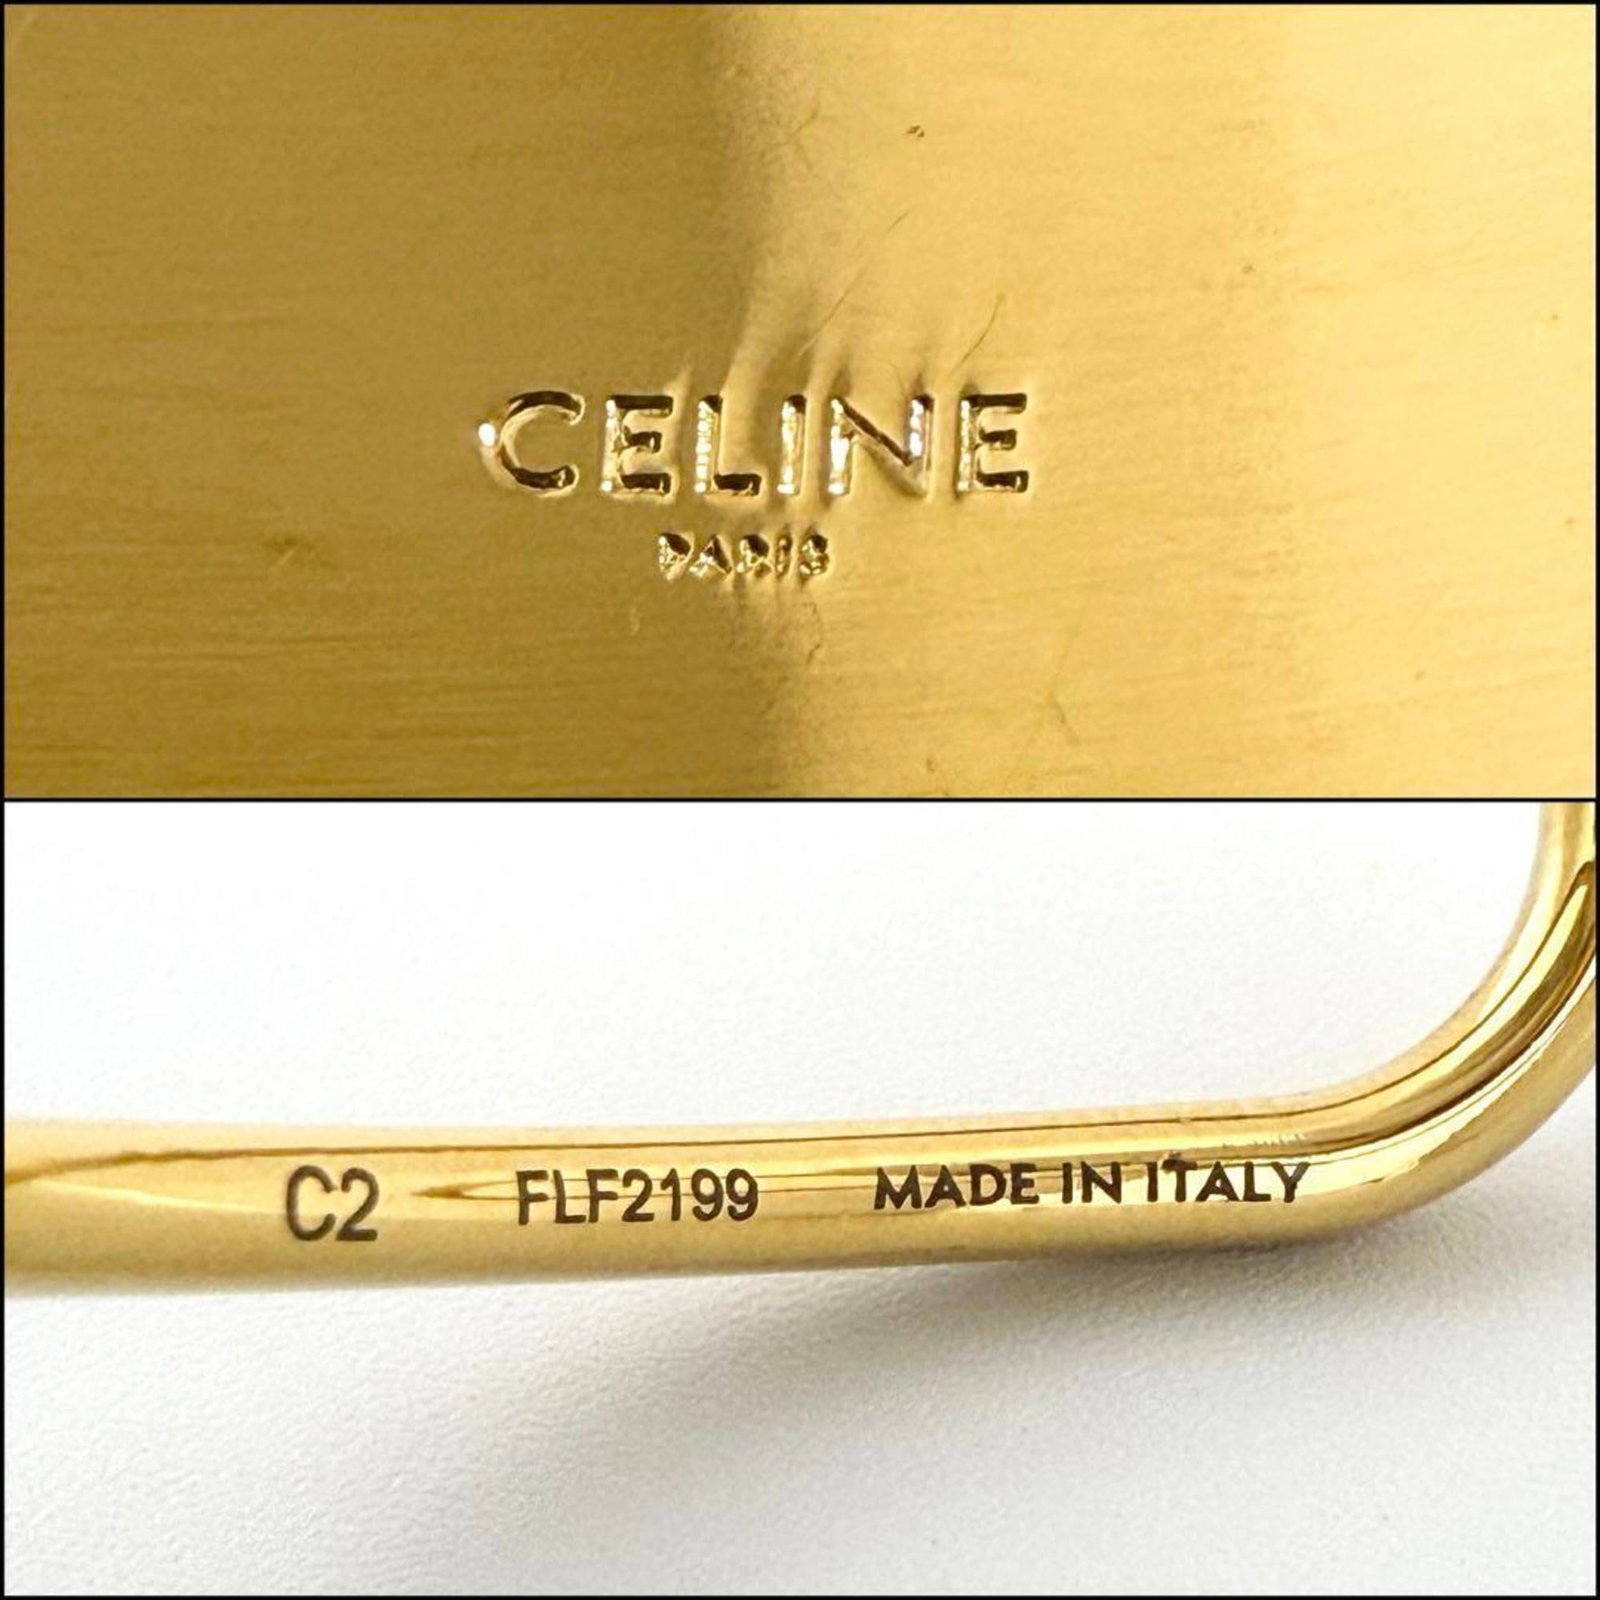 CELINE
PARIS
C2 FLF2199 MADE IN ITALY